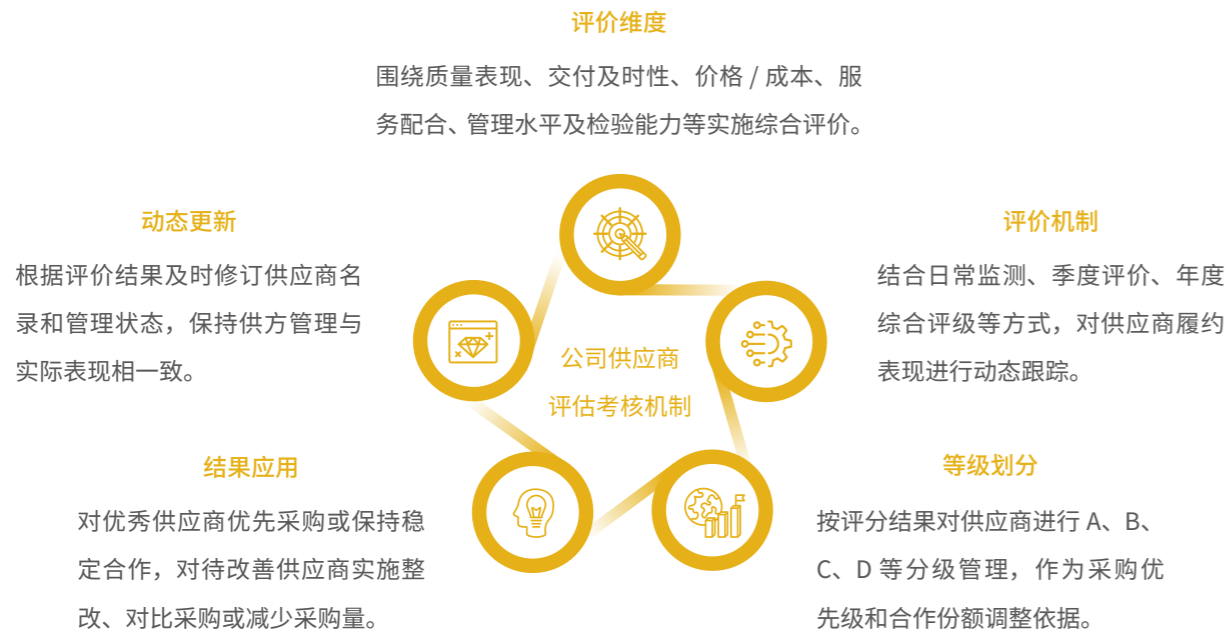 评价维度
围绕质量表现、交付及时性、价格 / 成本、服
务配合、管理水平及检验能力等实施综合评价。
动态更新
根据评价结果及时修订供应商名
录和管理状态，保持供方管理与
实际表现相一致。
评价机制
结合日常监测、季度评价、年度
综合评级等方式，对供应商履约
表现进行动态跟踪。
公司供应商
评估考核机制
结果应用
对优秀供应商优先采购或保持稳
定合作，对待改善供应商实施整
改、对比采购或减少采购量。
等级划分
按评分结果对供应商进行 A、B、
C、D 等分级管理，作为采购优
先级和合作份额调整依据。